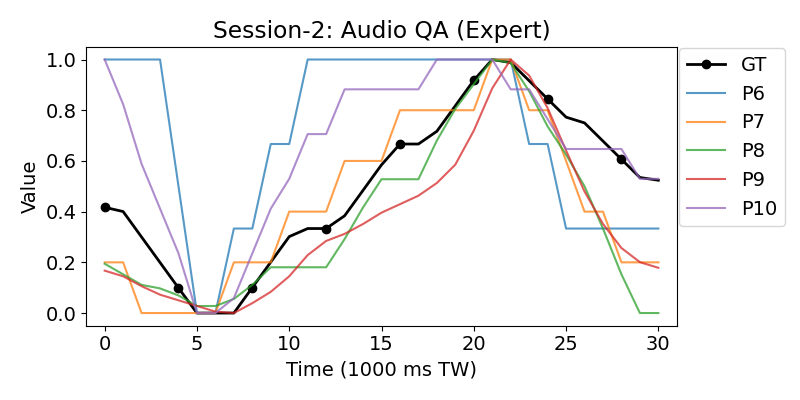 Session-2: Audio QA (Expert)
1.0
0.8
0.6
0.4
0.2
0.0
Value
0 5 10 15 20 25 30
Time (1000 ms TW)
GT
P6
P7
P8
P9
P10